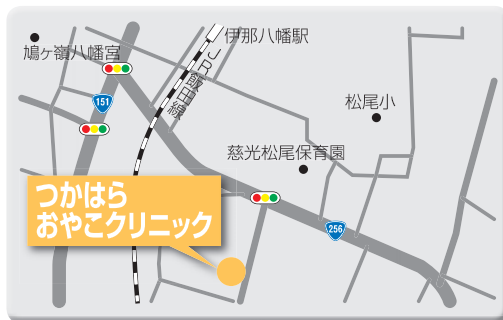 伊那八幡駅
鳩ヶ嶺八幡宮
JR飯田線
151
松尾小
慈光松尾保育園
つかはら
おやこクリニック
256